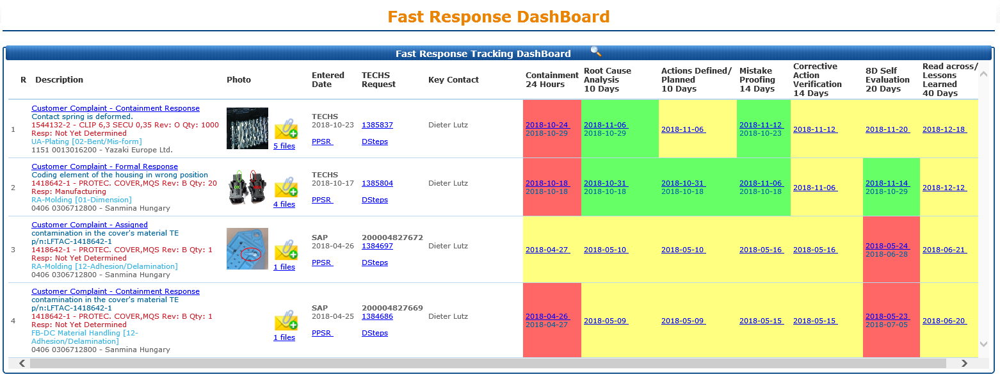 Fast Response DashBoard
Fast Response Tracking DashBoard
R
Description
Photo
Entered
Date
TECHS
Request
Key Contact
Containment
24 Hours
Root Cause
Analysis
10 Days
Actions Defined/
Planned
10 Days
Mistake
Proofing
14 Days
Corrective
Action
Verification
14 Days
8D Self
Evaluation
20 Days
Read across/
Lessons
Learned
40 Days
1
Customer Complaint - Containment Response
Contact spring is deformed.
1544132-2 - CLIP 6,3 SECU 0,35 Rev: O Qty: 1000
Resp: Not Yet Determined
UA-Plating [02-Bent/Mis-form]
1151 0013016200 - Yazaki Europe Ltd.
5 files
TECHS
2018-10-23
PPSR
1385837
DSteps
Dieter Lutz
2018-10-24
2018-10-29
2018-11-06
2018-10-29
2018-11-06
2018-11-12
2018-10-23
2018-11-12
2018-11-20
2018-12-18
2
Customer Complaint - Formal Response
Coding element of the housing in wrong position
1418642-1 - PROTEC. COVER,MQS Rev: B Qty: 20
Resp: Manufacturing
RA-Molding [01-Dimension]
0406 0306712800 - Sanmina Hungary
OK
4 files
TECHS
2018-10-17
PPSR
1385804
DSteps
Dieter Lutz
2018-10-18
2018-10-18
2018-10-31
2018-10-18
2018-10-31
2018-10-18
2018-11-06
2018-10-18
2018-11-06
2018-11-14
2018-10-29
2018-12-12
3
Customer Complaint - Assigned
contamination in the cover's material TE
p/n:LFTAC-1418642-1
1418642-1 - PROTEC. COVER,MQS Rev: B Qty: 1
Resp: Not Yet Determined
RA-Molding [12-Adhesion/Delamination]
0406 0306712800 - Sanmina Hungary
1 files
SAP
2018-04-26
PPSR
200004827672
1384697
DSteps
Dieter Lutz
2018-04-27
2018-05-10
2018-05-10
2018-05-16
2018-05-16
2018-05-24
2018-06-28
2018-06-21
4
Customer Complaint - Containment Response
contamination in the cover's material TE
p/n:LFTAC-1418642-1
1418642-1 - PROTEC. COVER,MQS Rev: B Qty: 1
Resp: Not Yet Determined
FB-DC Material Handling [12-
Adhesion/Delamination]
0406 0306712800 - Sanmina Hungary
1 files
SAP
2018-04-25
PPSR
200004827669
1384686
DSteps
Dieter Lutz
2018-04-26
2018-04-27
2018-05-09
2018-05-09
2018-05-15
2018-05-15
2018-05-23
2018-07-05
2018-06-20